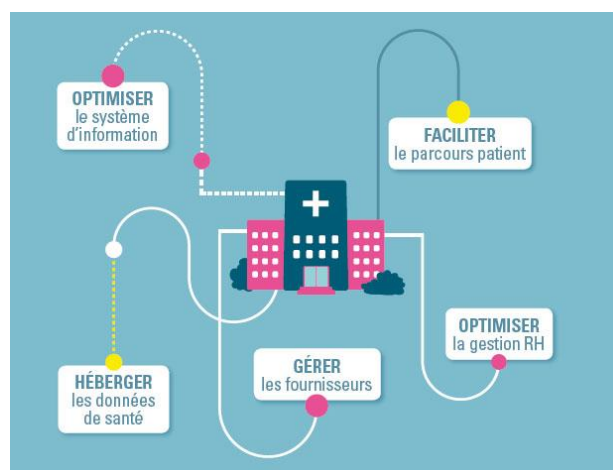 OPTIMISER
le système
d'information
FACILITER
le parcours patient
OPTIMISER
la gestion RH
GÉRER
les fournisseurs
HÉBERGER
les données
de santé